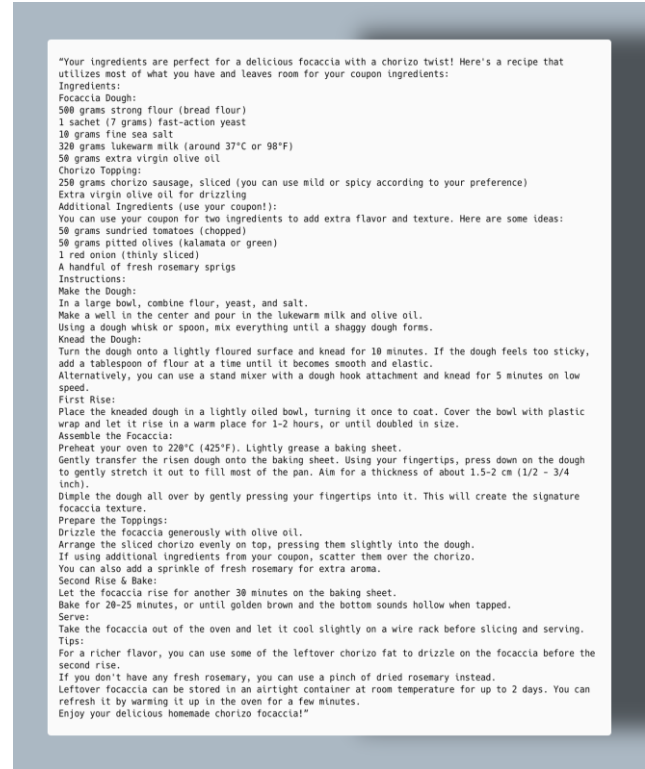 “Your ingredients are perfect for a delicious focaccia with a chorizo twist! Here's a recipe that
utilizes most of what you have and leaves room for your coupon ingredients:
Ingredients:
Focaccia Dough:
500 grams strong flour (bread flour)
1 sachet (7 grams) fast-action yeast
10 grams fine sea salt
320 grams lukewarm milk (around 37°C or 98°F)
50 grams extra virgin olive oil
Chorizo Topping:
250 grams chorizo sausage, sliced (you can use mild or spicy according to your preference)
Extra virgin olive oil for drizzling
Additional Ingredients (use your coupon!):
You can use your coupon for two ingredients to add extra flavor and texture. Here are some ideas:
50 grams sundried tomatoes (chopped)
50 grams pitted olives (kalamata or green)
1 red onion (thinly sliced)
A handful of fresh rosemary sprigs
Instructions:
Make the Dough:
In a large bowl, combine flour, yeast, and salt.
Make a well in the center and pour in the lukewarm milk and olive oil.
Using a dough whisk or spoon, mix everything until a shaggy dough forms.
Knead the Dough:
Turn the dough onto a lightly floured surface and knead for 10 minutes. If the dough feels too sticky,
add a tablespoon of flour at a time until it becomes smooth and elastic.
Alternatively, you can use a stand mixer with a dough hook attachment and knead for 5 minutes on low
speed.
First Rise:
Place the kneaded dough in a lightly oiled bowl, turning it once to coat. Cover the bowl with plastic
wrap and let it rise in a warm place for 1-2 hours, or until doubled in size.
Assemble the Focaccia:
Preheat your oven to 220°C (425°F). Lightly grease a baking sheet.
Gently transfer the risen dough onto the baking sheet. Using your fingertips, press down on the dough
to gently stretch it out to fill most of the pan. Aim for a thickness of about 1.5-2 cm (1/2 - 3/4
inch).
Dimple the dough all over by gently pressing your fingertips into it. This will create the signature
focaccia texture.
Prepare the Toppings:
Drizzle the focaccia generously with olive oil.
Arrange the sliced chorizo evenly on top, pressing them slightly into the dough.
If using additional ingredients from your coupon, scatter them over the chorizo.
You can also add a sprinkle of fresh rosemary for extra aroma.
Second Rise & Bake:
Let the focaccia rise for another 30 minutes on the baking sheet.
Bake for 20-25 minutes, or until golden brown and the bottom sounds hollow when tapped.
Serve:
Take the focaccia out of the oven and let it cool slightly on a wire rack before slicing and serving.
Tips:
For a richer flavor, you can use some of the leftover chorizo fat to drizzle on the focaccia before the
second rise.
If you don't have any fresh rosemary, you can use a pinch of dried rosemary instead.
Leftover focaccia can be stored in an airtight container at room temperature for up to 2 days. You can
refresh it by warming it up in the oven for a few minutes.
Enjoy your delicious homemade chorizo focaccia!”